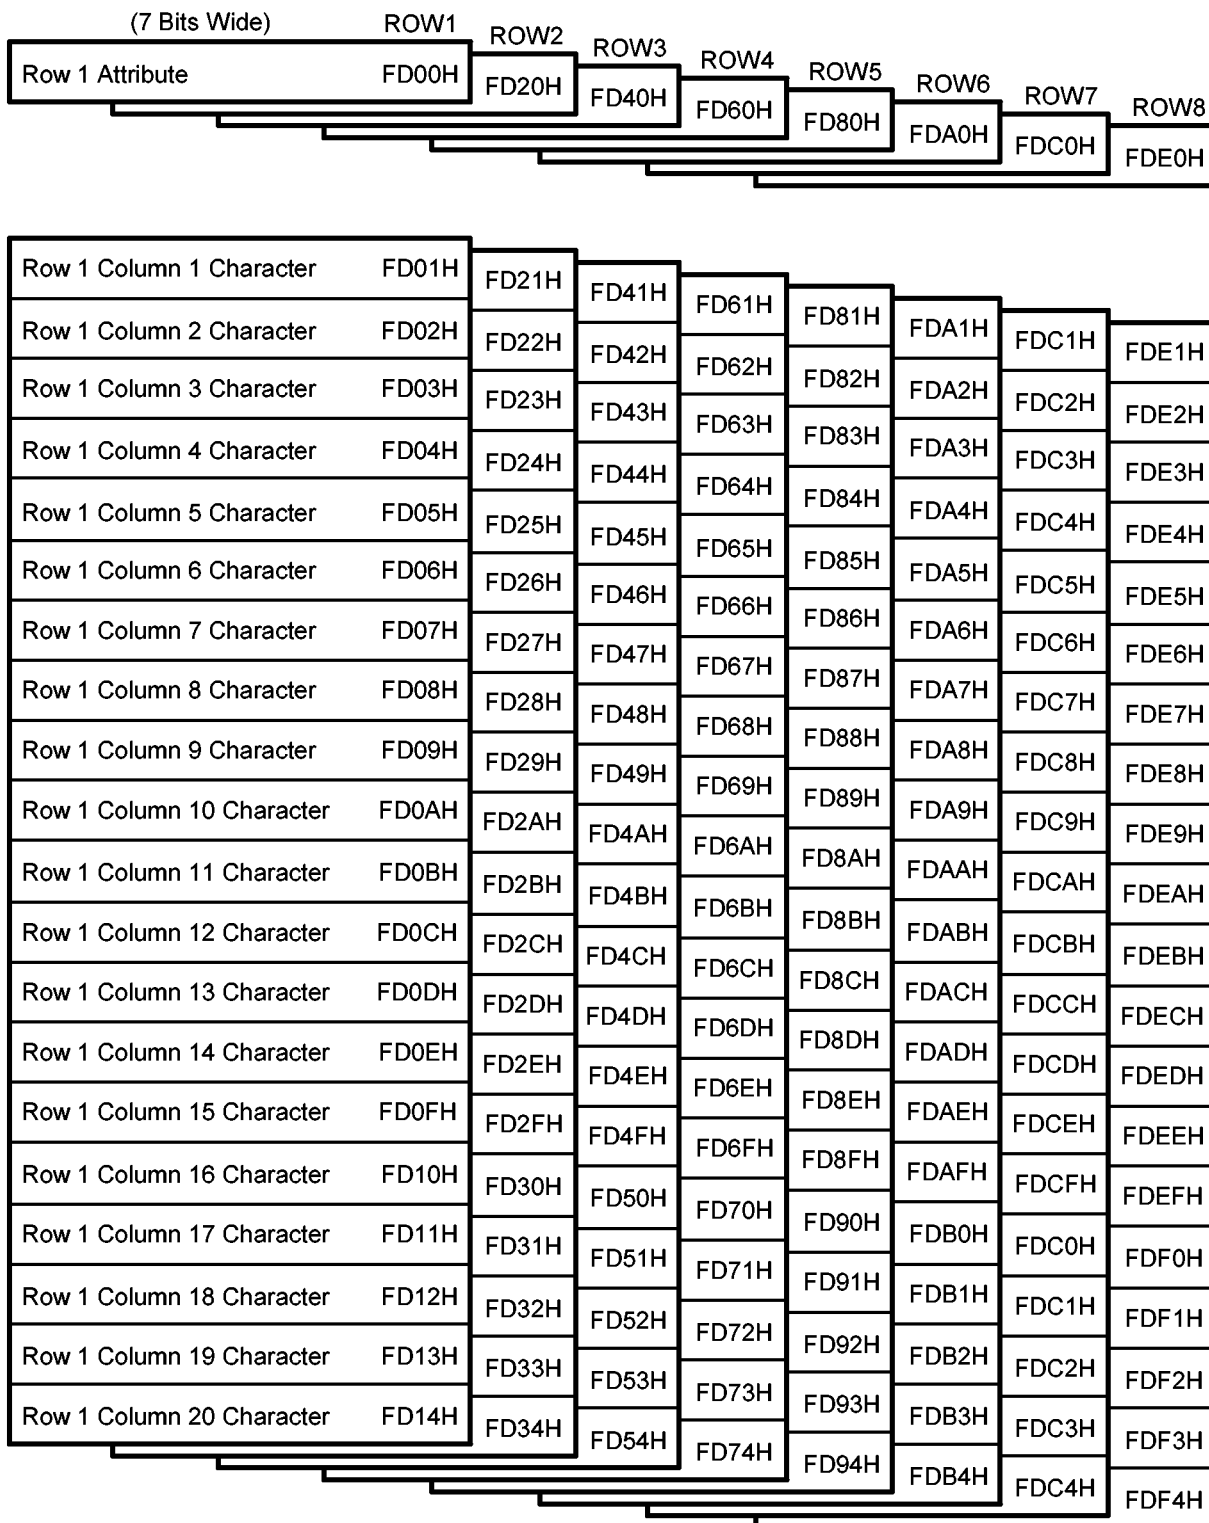 (7 Bits Wide) ROW1 ROW2 ROW3 ROW4 ROW5 ROW6 ROW7 ROW8
Row 1 Attribute FD00H FD20H FD40H FD60H FD80H FDA0H FDC0H FDE0H
Row 1 Column 1 Character FD01H FD21H FD41H FD61H FD81H FDA1H FDC1H FDE1H
Row 1 Column 2 Character FD02H FD22H FD42H FD62H FD82H FDA2H FDC2H FDE2H
Row 1 Column 3 Character FD03H FD23H FD43H FD63H FD83H FDA3H FDC3H FDE3H
Row 1 Column 4 Character FD04H FD24H FD44H FD64H FD84H FDA4H FDC4H FDE4H
Row 1 Column 5 Character FD05H FD25H FD45H FD65H FD85H FDA5H FDC5H FDE5H
Row 1 Column 6 Character FD06H FD26H FD46H FD66H FD86H FDA6H FDC6H FDE6H
Row 1 Column 7 Character FD07H FD27H FD47H FD67H FD87H FDA7H FDC7H FDE7H
Row 1 Column 8 Character FD08H FD28H FD48H FD68H FD88H FDA8H FDC8H FDE8H
Row 1 Column 9 Character FD09H FD29H FD49H FD69H FD89H FDA9H FDC9H FDE9H
Row 1 Column 10 Character FD0AH FD2AH FD4AH FD6AH FD8AH FDAAH FDCAH FDEAH
Row 1 Column 11 Character FD0BH FD2BH FD4BH FD6BH FD8BH FDABH FDCBH FDEBH
Row 1 Column 12 Character FD0CH FD2CH FD4CH FD6CH FD8CH FDACH FDCCH FDECH
Row 1 Column 13 Character FD0DH FD2DH FD4DH FD6DH FD8DH FDADH FDCDH FDEDH
Row 1 Column 14 Character FD0EH FD2EH FD4EH FD6EH FD8EH FDAEH FDCEH FDEEH
Row 1 Column 15 Character FD0FH FD2FH FD4FH FD6FH FD8FH FDAFH FDCFH FDEFH
Row 1 Column 16 Character FD10H FD30H FD50H FD70H FD90H FDB0H FDC0H FDF0H
Row 1 Column 17 Character FD11H FD31H FD51H FD71H FD91H FDB1H FDC1H FDF1H
Row 1 Column 18 Character FD12H FD32H FD52H FD72H FD92H FDB2H FDC2H FDF2H
Row 1 Column 19 Character FD13H FD33H FD53H FD73H FD93H FDB3H FDC3H FDF3H
Row 1 Column 20 Character FD14H FD34H FD54H FD74H FD94H FDB4H FDC4H FDF4H